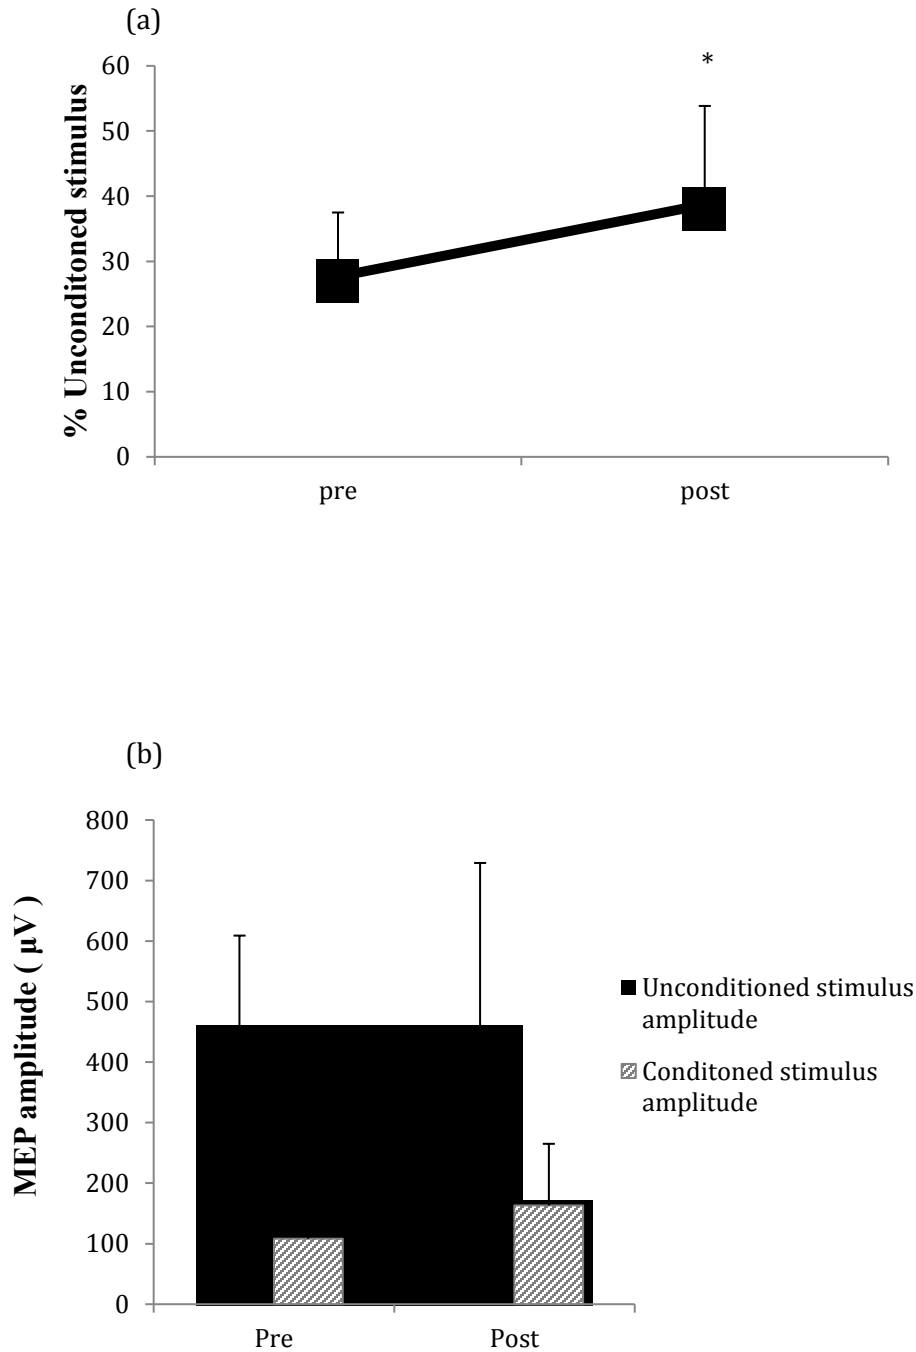 (a)
% Unconditoned stimulus
60
50
40
30
20
10
0
*
pre
post
(b)
MEP amplitude ( µV )
800
700
600
500
400
300
200
100
0
Pre
Post
Unconditioned stimulus
amplitude
Conditoned stimulus
amplitude